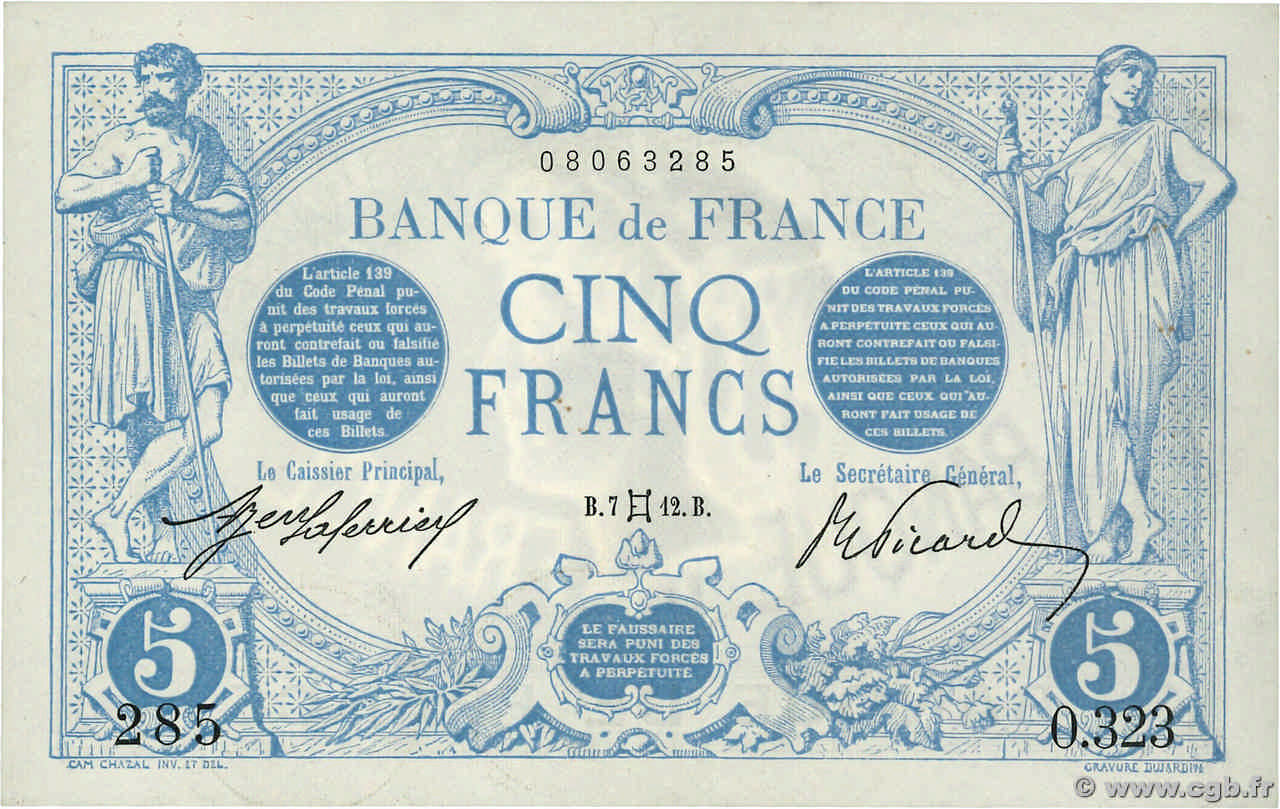 08063285
BANQUE de FRANCE
CINQ
FRANCS
L'article 139
du Code Pénal pu-
nit des travaux forcés
à perpétuité ceux qui au-
ront contrefait ou falsifié
les Billets de Banques au-
torisées par la loi, ainsi
que ceux qui auront
fait usage de
ces Billets.
L'ARTICLE 139
DU CODE PÉNAL PU-
NIT DES TRAVAUX FORCÉS
A PERPÉTUITÉ CEUX QUI AU-
RONT CONTREFAIT OU FALSI-
FIÉ LES BILLETS DE BANQUES
AUTORISÉES PAR LA LOI,
AINSI QUE CEUX QUI AU-
RONT FAIT USAGE DE
CES BILLETS.
Le Caissier Principal,
Le Secrétaire Général,
B.7 12.B.
Picard
5
LE FAUSSAIRE
SERA PUNI DES
TRAVAUX FORCÉS
A PERPÉTUITÉ
5
285
O.323
CAM CHAZAL INV. ET DEL.
GRAVURE DUJARDIN
© www.cgb.fr